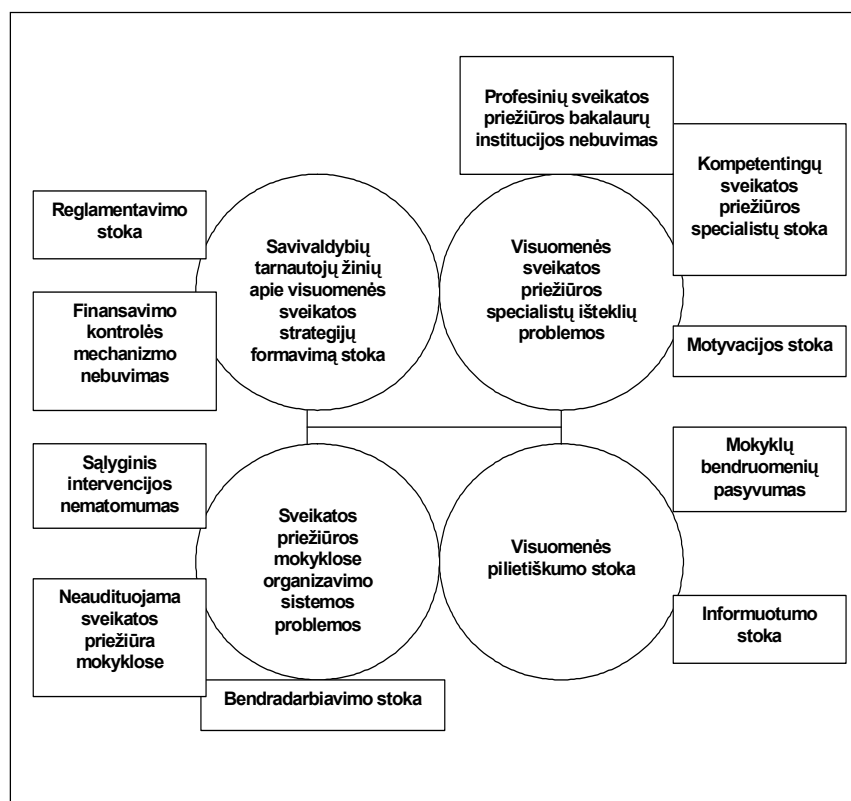 Profesinių sveikatos
priežiūros bakalaurų
institucijos nebuvimas
Kompetentingų
sveikatos
priežiūros
specialistų stoka
Reglamentavimo
stoka
Savivaldybių
tarnautojų žinių
apie visuomenės
sveikatos
strategijų
formavimą stoka
Visuomenės
sveikatos
priežiūros
specialistų išteklių
problemos
Finansavimo
kontrolės
mechanizmo
nebuvimas
Motyvacijos stoka
Sąlyginis
intervencijos
nematomumas
Mokyklų
bendruomenių
pasyvumas
Sveikatos
priežiūros
mokyklose
organizavimo
sistemos
problemos
Visuomenės
pilietiškumo stoka
Neaudituojama
sveikatos
priežiūra
mokyklose
Informuotumo
stoka
Bendradarbiavimo stoka